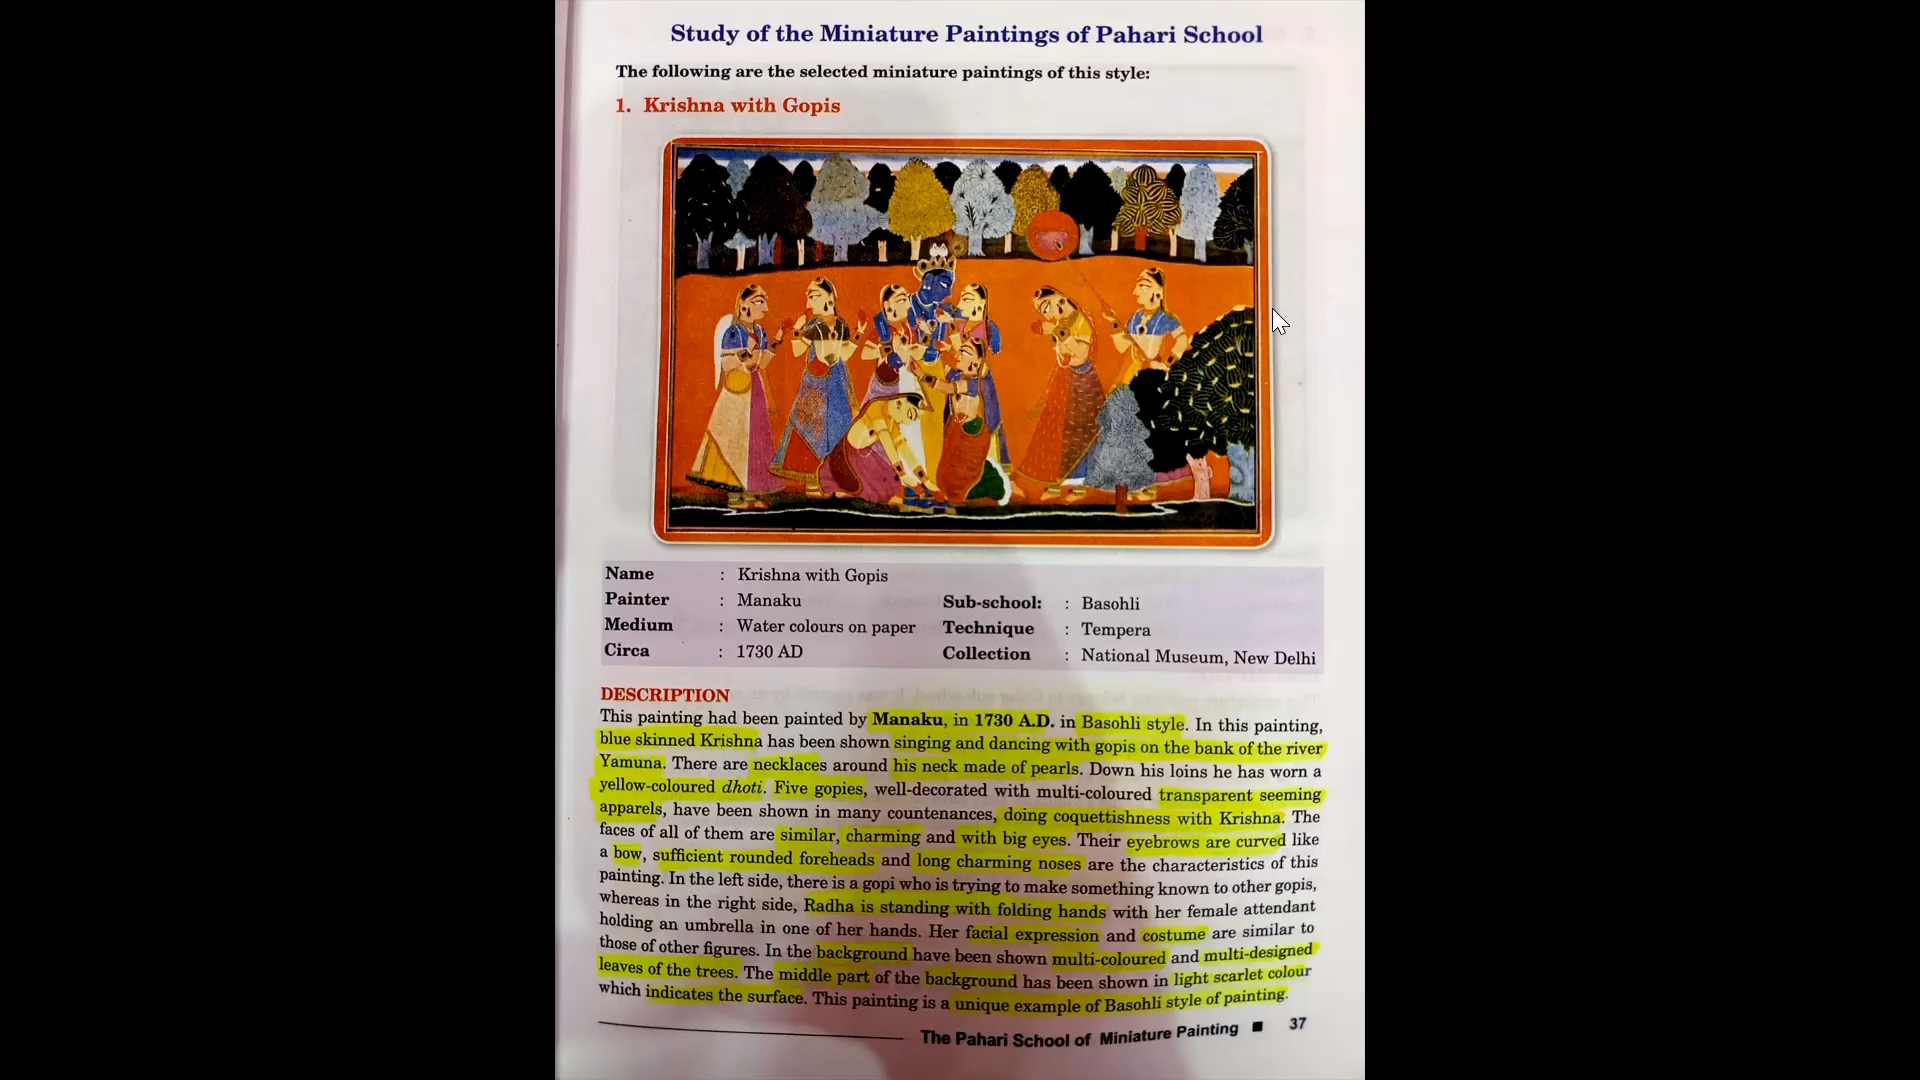 Study of the Miniature Paintings of Pahari School
The following are the selected miniature paintings of this style:
1. Krishna with Gopis
Name : Krishna with Gopis
Painter : Manaku Sub-school: : Basohli
Medium : Water colours on paper Technique : Tempera
Circa : 1730 AD Collection : National Museum, New Delhi
DESCRIPTION
This painting had been painted by Manaku, in 1730 A.D. in Basohli style. In this painting,
blue skinned Krishna has been shown singing and dancing with gopis on the bank of the river
Yamuna. There are necklaces around his neck made of pearls. Down his loins he has worn a
yellow-coloured dhoti. Five gopies, well-decorated with multi-coloured transparent seeming
apparels, have been shown in many countenances, doing coquettishness with Krishna. The
faces of all of them are similar, charming and with big eyes. Their eyebrows are curved like
a bow, sufficient rounded foreheads and long charming noses are the characteristics of this
painting. In the left side, there is a gopi who is trying to make something known to other gopis,
whereas in the right side, Radha is standing with folding hands with her female attendant
holding an umbrella in one of her hands. Her facial expression and costume are similar to
those of other figures. In the background have been shown multi-coloured and multi-designed
leaves of the trees. The middle part of the background has been shown in light scarlet colour
which indicates the surface. This painting is a unique example of Basohli style of painting.
The Pahari School of Miniature Painting ■ 37